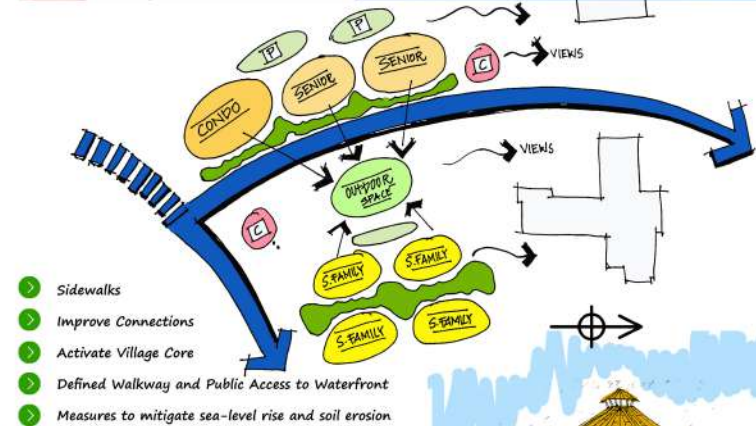 P
P
SENIOR
SENIOR
C
VIEWS
CONDO
VIEWS
OUTDOOR
SPACE
C
S.FAMILY
S.FAMILY
S.FAMILY
S.FAMILY
Sidewalks
Improve Connections
Activate Village Core
Defined Walkway and Public Access to Waterfront
Measures to mitigate sea-level rise and soil erosion